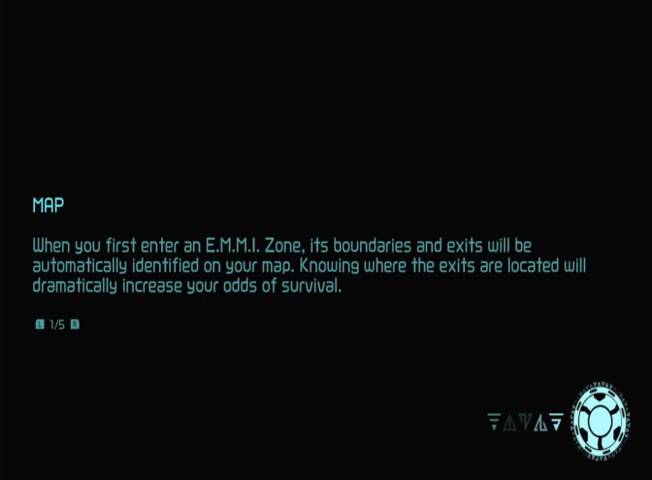 MAP
When you first enter an E.M.M.I. Zone, its boundaries and exits will be
automatically identified on your map. Knowing where the exits are located will
dramatically increase your odds of survival.
L 1/5 R